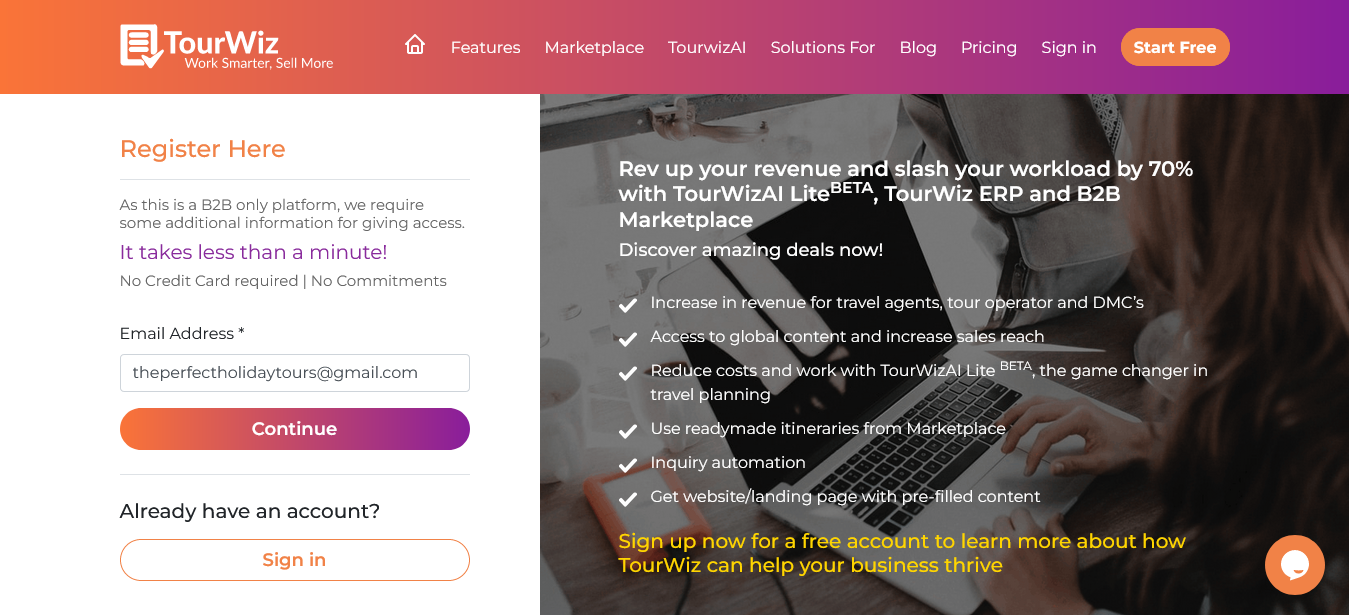 TourWiz
Work Smarter, Sell More
Features Marketplace TourwizAI Solutions For Blog Pricing Sign in Start Free
Register Here
As this is a B2B only platform, we require
some additional information for giving access.
It takes less than a minute!
No Credit Card required | No Commitments
Email Address *
theperfectholidaytours@gmail.com
Continue
Already have an account?
Sign in
Rev up your revenue and slash your workload by 70%
with TourWizAI Lite BETA, TourWiz ERP and B2B
Marketplace
Discover amazing deals now!
Increase in revenue for travel agents, tour operator and DMC's
Access to global content and increase sales reach
Reduce costs and work with TourWizAI Lite BETA, the game changer in
travel planning
Use readymade itineraries from Marketplace
Inquiry automation
Get website/landing page with pre-filled content
Sign up now for a free account to learn more about how
TourWiz can help your business thrive